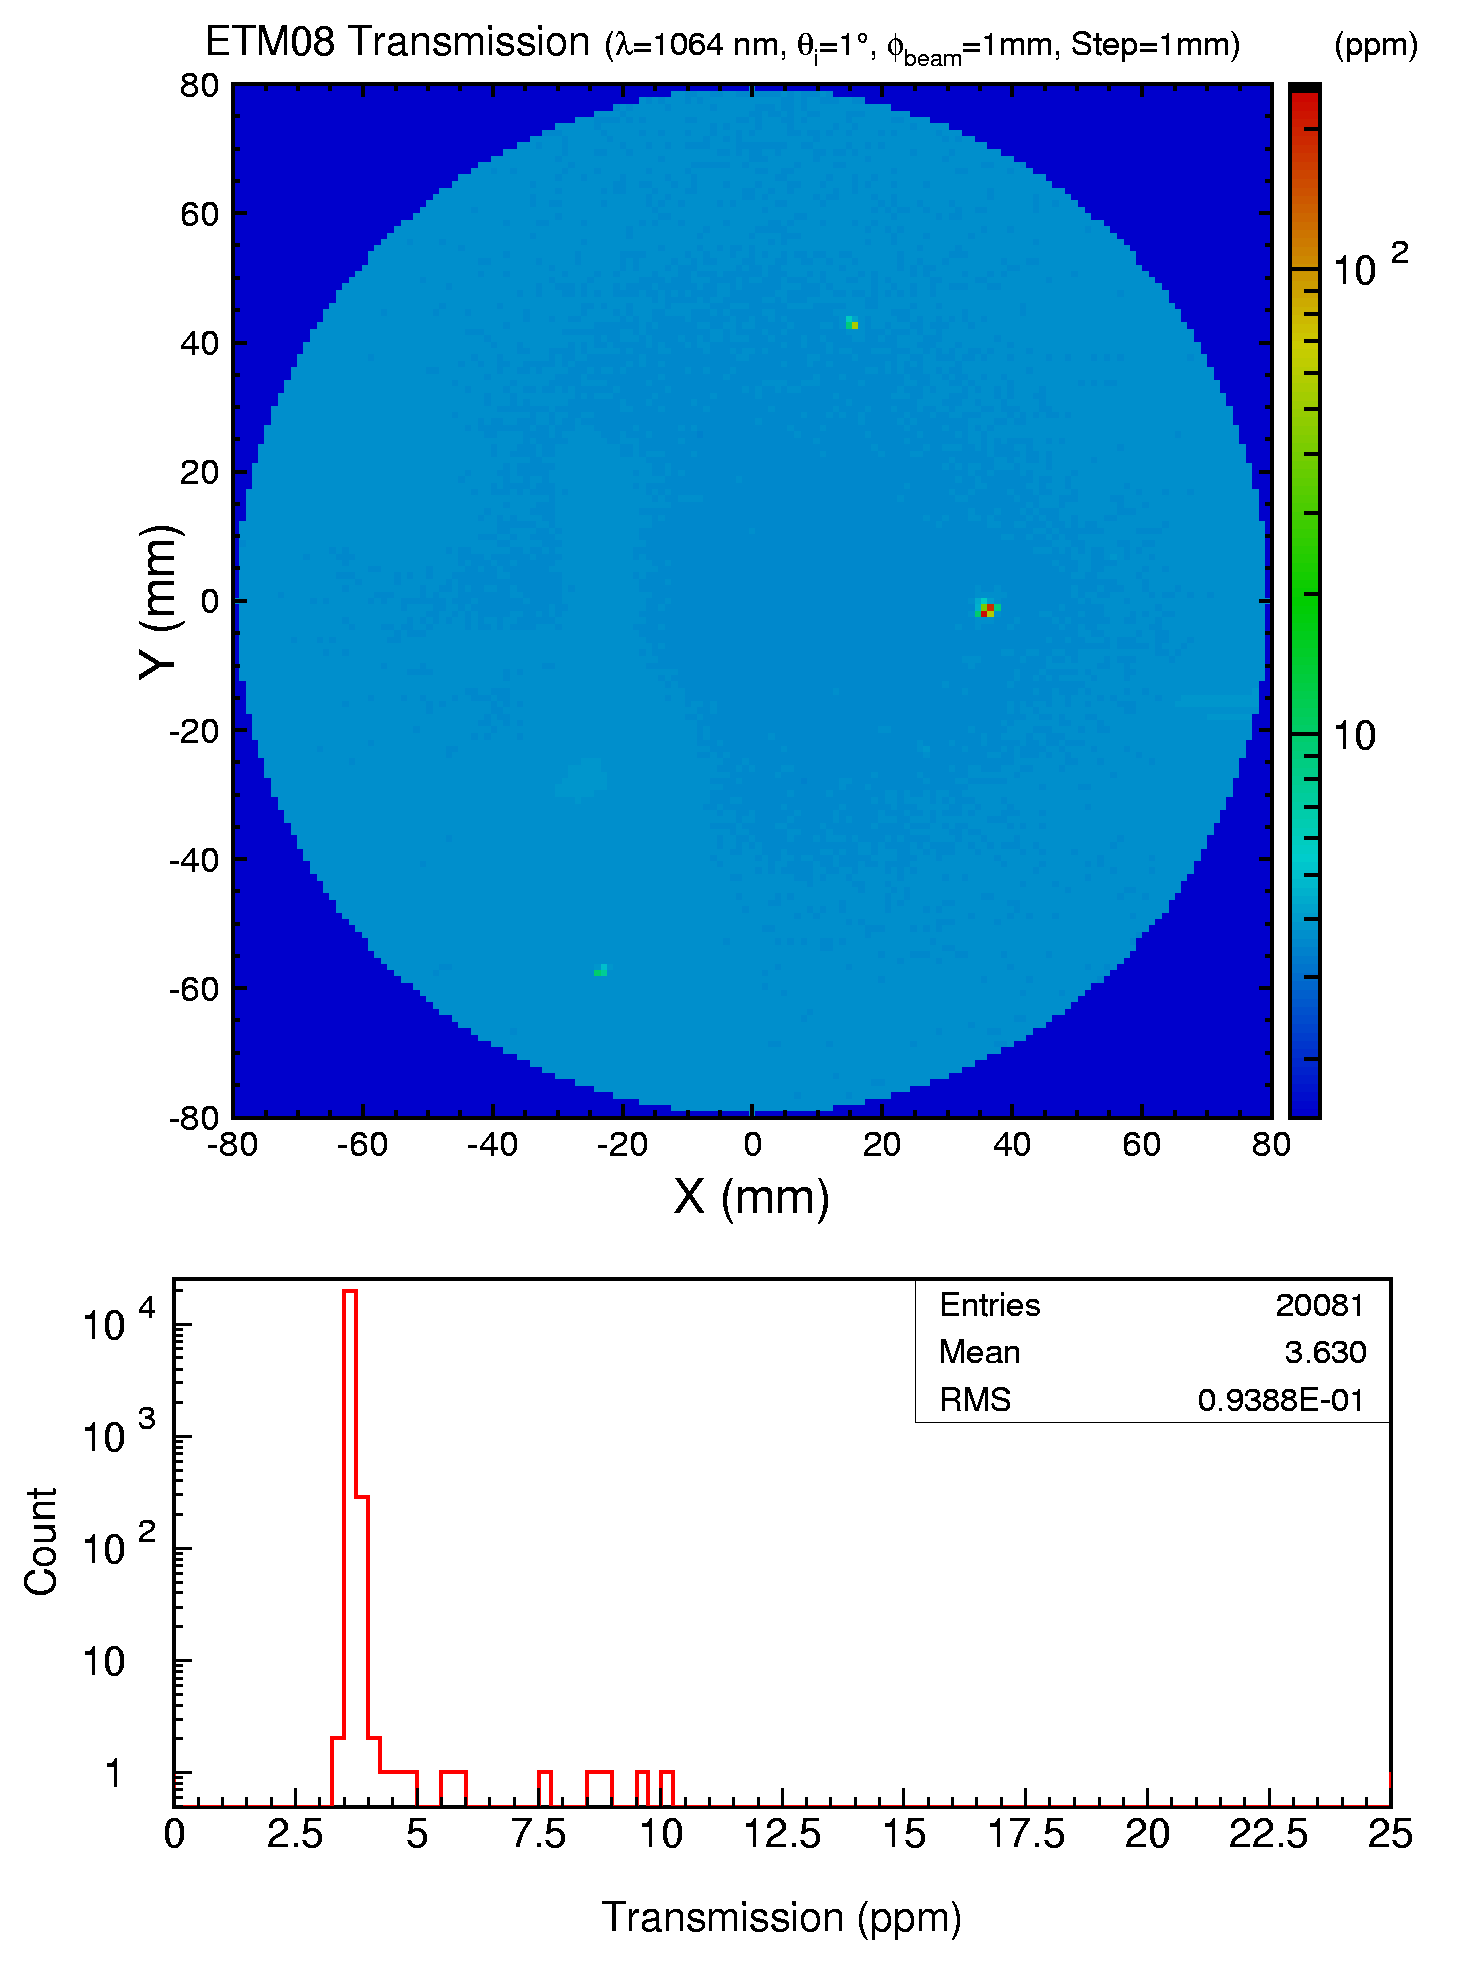 ETM08 Transmission (λ=1064 nm, θi=1°, ϕbeam=1mm, Step=1mm) (ppm)
80
60
40
20
0
-20
-40
-60
-80
Y (mm)
-80 -60 -40 -20 0 20 40 60 80
X (mm)
10 2
10
Entries 20081
Mean 3.630
RMS 0.9388E-01
10 4
10 3
10 2
10
1
Count
0 2.5 5 7.5 10 12.5 15 17.5 20 22.5 25
Transmission (ppm)